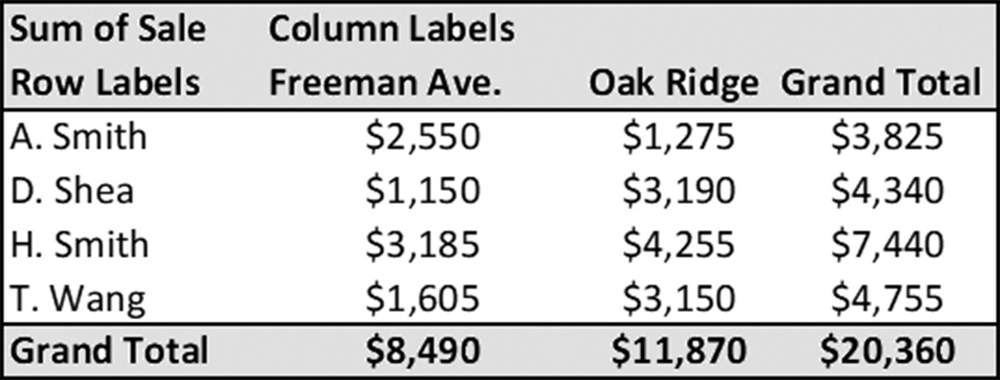 Sum of Sale Column Labels
Row Labels Freeman Ave. Oak Ridge Grand Total
A. Smith $2,550 $1,275 $3,825
D. Shea $1,150 $3,190 $4,340
H. Smith $3,185 $4,255 $7,440
T. Wang $1,605 $3,150 $4,755
Grand Total $8,490 $11,870 $20,360